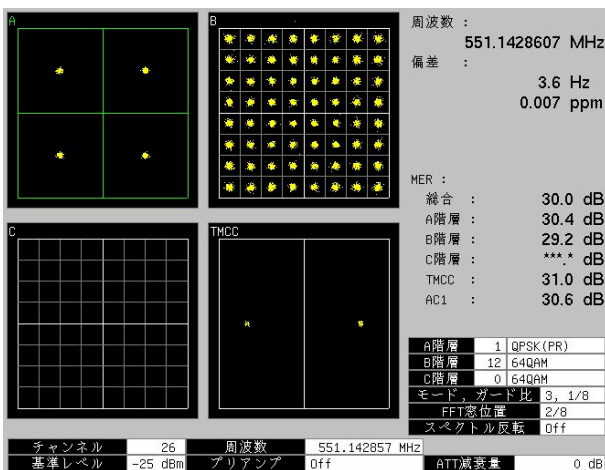 A
B
周波数 :
551.1428607 MHz
偏差 :
3.6 Hz
0.007 ppm
MER :
総合 : 30.0 dB
A階層 : 30.4 dB
B階層 : 29.2 dB
C階層 : ***.* dB
TMCC : 31.0 dB
AC1 : 30.6 dB
C
TMCC
A階層 1 QPSK(PR)
B階層 12 64QAM
C階層 0 64QAM
モード, ガード比 3, 1/8
FFT窓位置 2/8
スペクトル反転 Off
チャンネル 26 周波数 551.142857 MHz
基準レベル -25 dBm プリアンプ Off ATT減衰量 0 dB